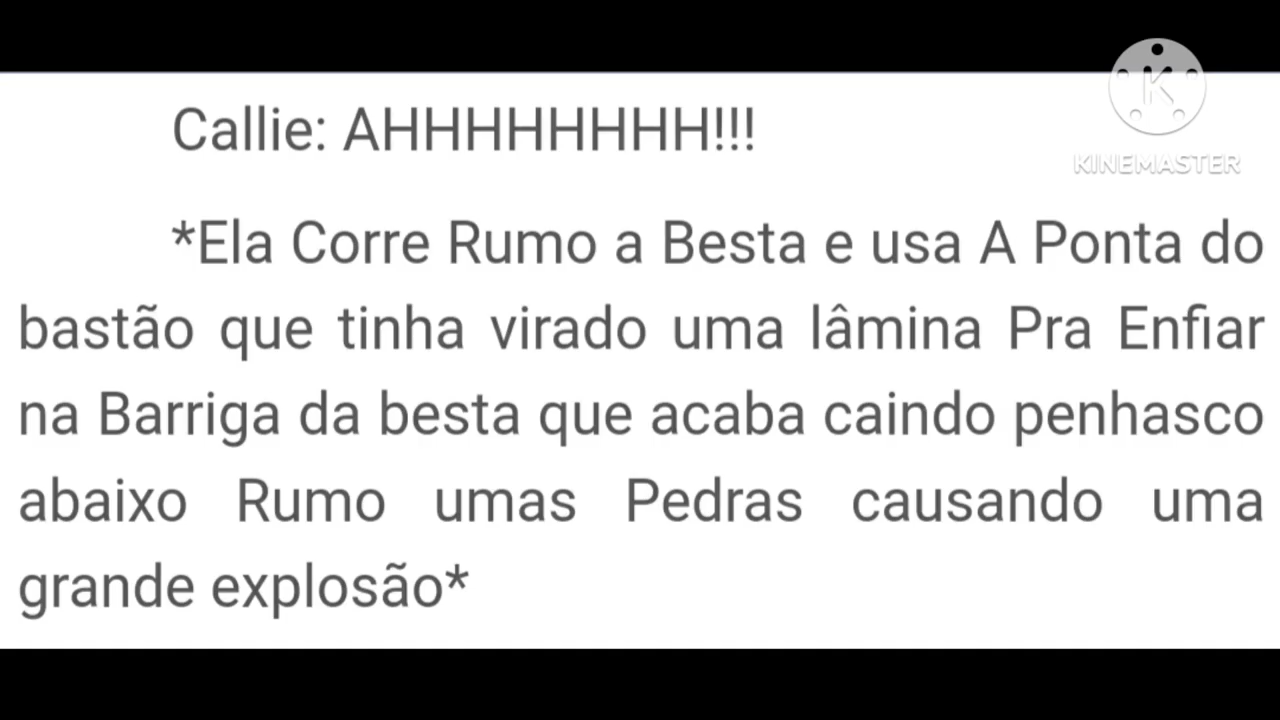 Callie: AHHHHHHHH!!!
KINEMASTER
*Ela Corre Rumo a Besta e usa A Ponta do
bastão que tinha virado uma lâmina Pra Enfiar
na Barriga da besta que acaba caindo penhasco
abaixo Rumo umas Pedras causando uma
grande explosão*